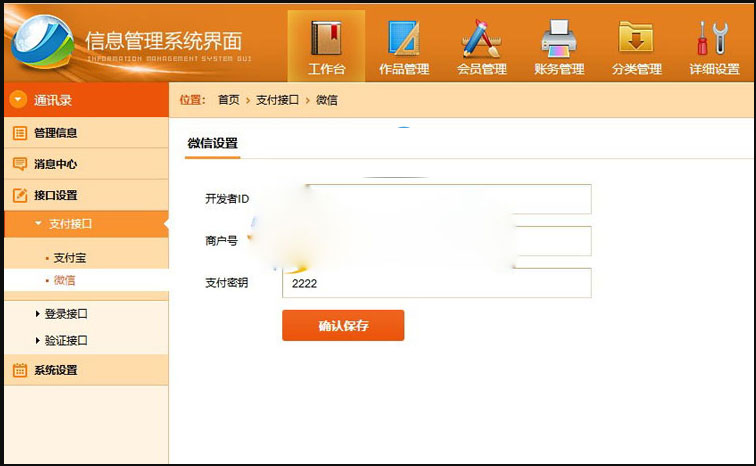 信息管理系统界面
INFORMATION MANAGEMENT SYSTEM GUI
工作台 作品管理 会员管理 账务管理 分类管理 详细设置
通讯录
位置： 首页 > 支付接口 > 微信
管理信息
消息中心
接口设置
支付接口
支付宝
微信
登录接口
验证接口
系统设置
微信设置
开发者ID
商户号
支付密钥 2222
确认保存